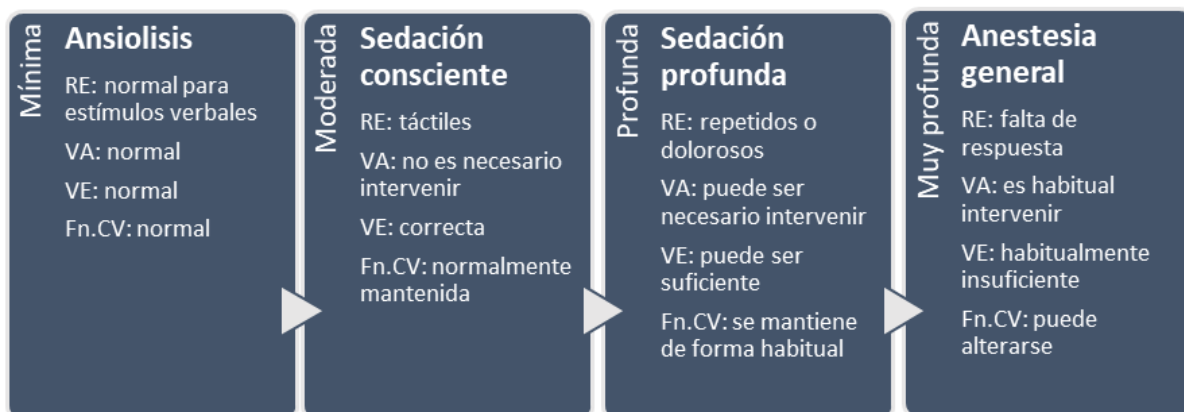 Mínima
Ansiolisis
RE: normal para
estímulos verbales
VA: normal
VE: normal
Fn.CV: normal
Moderada
Sedación
consciente
RE: táctiles
VA: no es necesario
intervenir
VE: correcta
Fn.CV: normalmente
mantenida
Profunda
Sedación
profunda
RE: repetidos o
dolorosos
VA: puede ser
necesario intervenir
VE: puede ser
suficiente
Fn.CV: se mantiene
de forma habitual
Muy profunda
Anestesia
general
RE: falta de
respuesta
VA: es habitual
intervenir
VE: habitualmente
insuficiente
Fn.CV: puede
alterarse